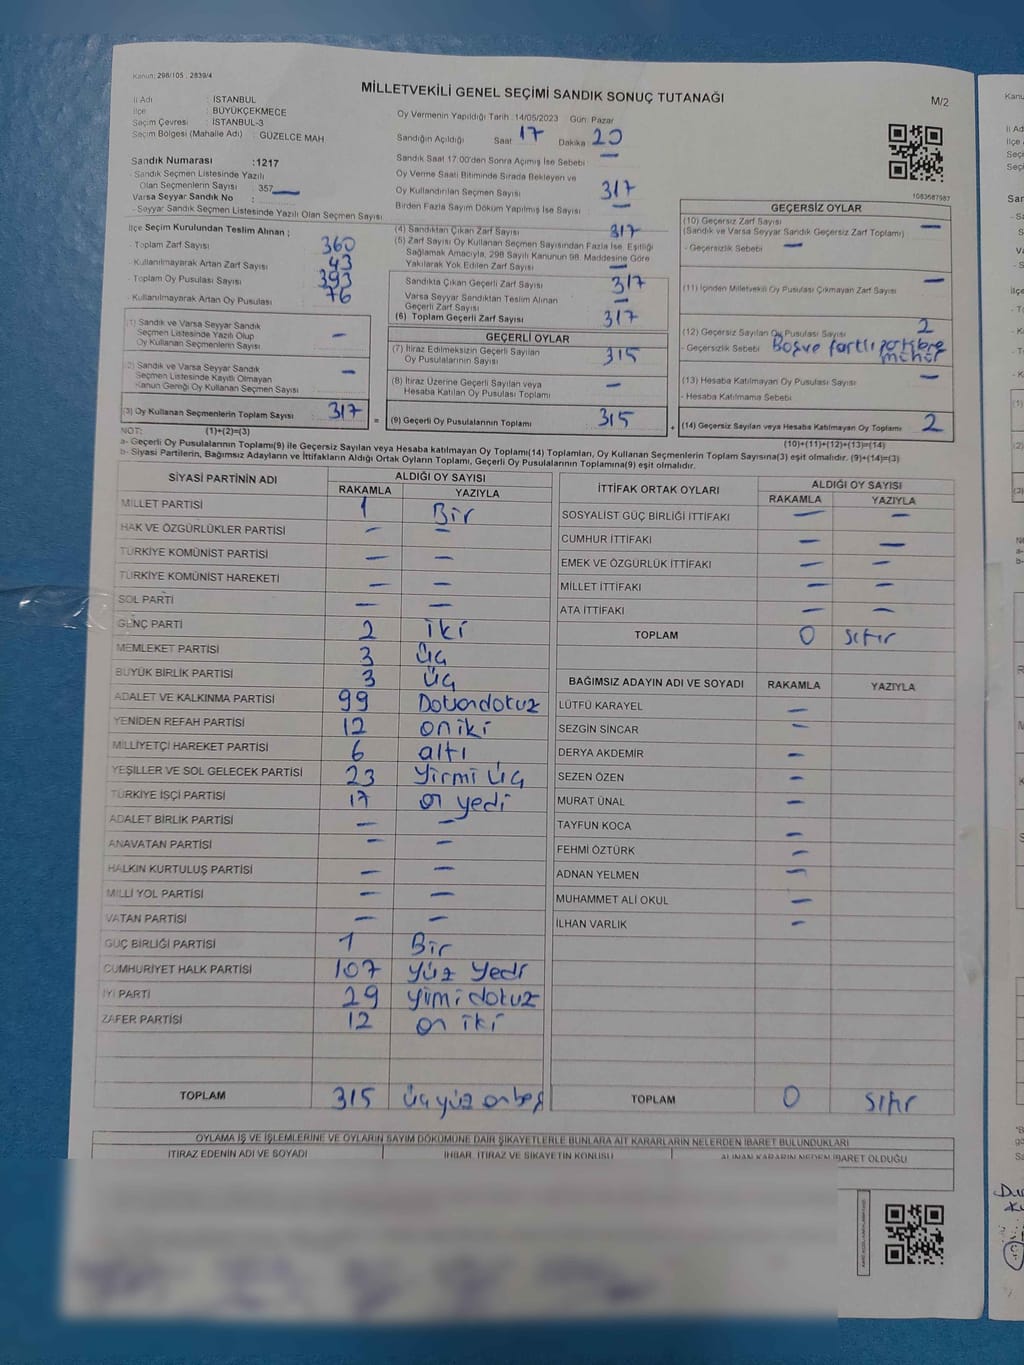 Kanun: 298/105 . 2839/4
MİLLETVEKİLİ GENEL SEÇİMİ SANDIK SONUÇ TUTANAĞI
M/2
İl Adı : İSTANBUL
İlçe : BÜYÜKÇEKMECE
Seçim Çevresi : İSTANBUL-3
Seçim Bölgesi (Mahalle Adı) : GÜZELCE MAH
Sandık Numarası :1217
- Sandık Seçmen Listesinde Yazılı
Olan Seçmenlerin Sayısı : 357
Varsa Seyyar Sandık No :
- Seyyar Sandık Seçmen Listesinde Yazılı Olan Seçmen Sayısı
Oy Vermenin Yapıldığı Tarih :14/05/2023 Gün: Pazar
Sandığın Açıldığı Saat 17 Dakika 20
Sandık Saat 17:00'den Sonra Açılmış İse Sebebi —
Oy Verme Saati Bitiminde Sırada Bekleyen ve
Oy Kullandırılan Seçmen Sayısı 317
Birden Fazla Sayım Döküm Yapılmış İse Sayısı —
1083687987
İlçe Seçim Kurulundan Teslim Alınan ;
- Toplam Zarf Sayısı 360
- Kullanılmayarak Artan Zarf Sayısı 43
- Toplam Oy Pusulası Sayısı 393
- Kullanılmayarak Artan Oy Pusulası 76
(1) Sandık ve Varsa Seyyar Sandık
Seçmen Listesinde Yazılı Olup
Oy Kullanan Seçmenlerin Sayısı —
(2) Sandık ve Varsa Seyyar Sandık
Seçmen Listesinde Kayıtlı Olmayan
Kanun Gereği Oy Kullanan Seçmen Sayısı —
(3) Oy Kullanan Seçmenlerin Toplam Sayısı 317 =
(4) Sandıktan Çıkan Zarf Sayısı 317
(5) Zarf Sayısı Oy Kullanan Seçmen Sayısından Fazla İse, Eşitliği
Sağlamak Amacıyla, 298 Sayılı Kanunun 98. Maddesine Göre
Yakılarak Yok Edilen Zarf Sayısı —
Sandıkta Çıkan Geçerli Zarf Sayısı 317
Varsa Seyyar Sandıktan Teslim Alınan
Geçerli Zarf Sayısı —
(6) Toplam Geçerli Zarf Sayısı 317
GEÇERLİ OYLAR
(7) İtiraz Edilmeksizin Geçerli Sayılan
Oy Pusulalarının Sayısı 315
(8) İtiraz Üzerine Geçerli Sayılan veya
Hesaba Katılan Oy Pusulası Toplamı —
(9) Geçerli Oy Pusulalarının Toplamı 315 +
GEÇERSİZ OYLAR
(10) Geçersiz Zarf Sayısı
(Sandık ve Varsa Seyyar Sandık Geçersiz Zarf Toplamı) —
- Geçersizlik Sebebi —
(11) İçinden Milletvekili Oy Pusulası Çıkmayan Zarf Sayısı —
(12) Geçersiz Sayılan Oy Pusulası Sayısı 2
- Geçersizlik Sebebi Boş ve farklı
mühür
(13) Hesaba Katılmayan Oy Pusulası Sayısı —
- Hesaba Katılmama Sebebi
(14) Geçersiz Sayılan veya Hesaba Katılmayan Oy Toplamı 2
NOT: (1)+(2)=(3) (10)+(11)+(12)+(13)=(14)
a- Geçerli Oy Pusulalarının Toplamı(9) ile Geçersiz Sayılan veya Hesaba katılmayan Oy Toplamı(14) Toplamları, Oy Kullanan Seçmenlerin Toplam Sayısına(3) eşit olmalıdır. (9)+(14)=(3)
b- Siyasi Partilerin, Bağımsız Adayların ve İttifakların Aldığı Ortak Oyların Toplamı, Geçerli Oy Pusulalarının Toplamına(9) eşit olmalıdır.
SİYASİ PARTİNİN ADI ALDIĞI OY SAYISI
RAKAMLA YAZIYLA
MİLLET PARTİSİ 1 Bir
HAK VE ÖZGÜRLÜKLER PARTİSİ — —
TÜRKİYE KOMÜNİST PARTİSİ — —
TÜRKİYE KOMÜNİST HAREKETİ — —
SOL PARTİ — —
GENÇ PARTİ 2 iki
MEMLEKET PARTİSİ 3 üç
BÜYÜK BİRLİK PARTİSİ 3 üç
ADALET VE KALKINMA PARTİSİ 99 Doksandokuz
YENİDEN REFAH PARTİSİ 12 oniki
MİLLİYETÇİ HAREKET PARTİSİ 6 altı
YEŞİLLER VE SOL GELECEK PARTİSİ 23 Yirmi üç
TÜRKİYE İŞÇİ PARTİSİ 17 on yedi
ADALET BİRLİK PARTİSİ — —
ANAVATAN PARTİSİ — —
HALKIN KURTULUŞ PARTİSİ — —
MİLLİ YOL PARTİSİ — —
VATAN PARTİSİ — —
GÜÇ BİRLİĞİ PARTİSİ 1 Bir
CUMHURİYET HALK PARTİSİ 107 Yüz Yedi
İYİ PARTİ 29 yirmi dokuz
ZAFER PARTİSİ 12 on iki
TOPLAM 315 üçyüz onbeş
İTTİFAK ORTAK OYLARI ALDIĞI OY SAYISI
RAKAMLA YAZIYLA
SOSYALİST GÜÇ BİRLİĞİ İTTİFAKI — —
CUMHUR İTTİFAKI — —
EMEK VE ÖZGÜRLÜK İTTİFAKI — —
MİLLET İTTİFAKI — —
ATA İTTİFAKI — —
TOPLAM 0 sıfır
BAĞIMSIZ ADAYIN ADI VE SOYADI RAKAMLA YAZIYLA
LÜTFÜ KARAYEL —
SEZGİN SİNCAR —
DERYA AKDEMİR —
SEZEN ÖZEN —
MURAT ÜNAL —
TAYFUN KOCA —
FEHMİ ÖZTÜRK —
ADNAN YELMEN —
MUHAMMET ALİ OKUL —
İLHAN VARLIK —
TOPLAM 0 sıfır
OYLAMA İŞ VE İŞLEMLERİNE VE OYLARIN SAYIM DÖKÜMÜNE DAİR ŞİKAYETLERLE BUNLARA AİT KARARLARIN NELERDEN İBARET BULUNDUKLARI
İTİRAZ EDENİN ADI VE SOYADI İHBAR, İTİRAZ VE ŞİKAYETİN KONUSU ALINAN KARARIN NEDEN İBARET OLDUĞU